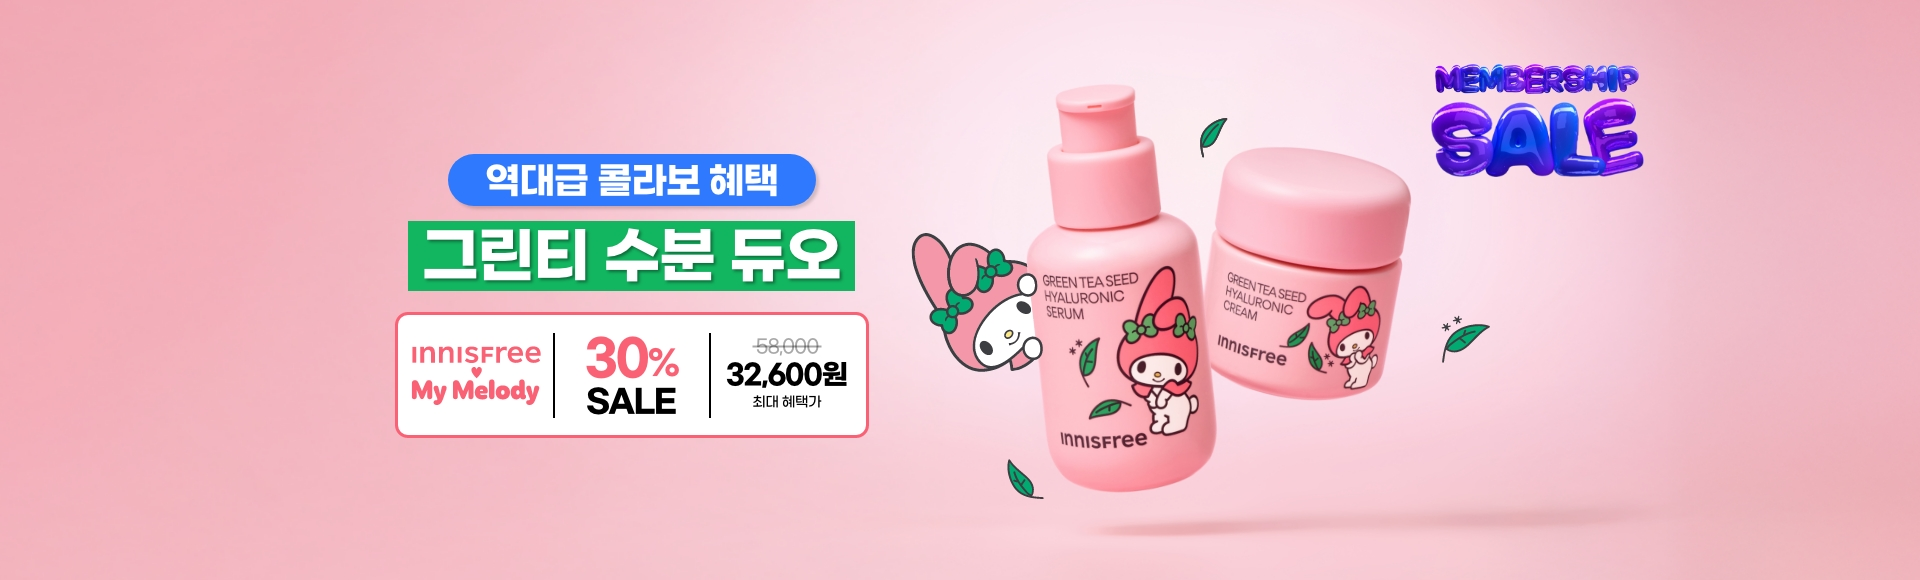 역대급 콜라보 혜택
그린티 수분 듀오
innisfree
♥
My Melody
30%
SALE
58,000
32,600원
최대 혜택가
GREEN TEA SEED
HYALURONIC
SERUM
innisfree
GREEN TEA SEED
HYALURONIC
CREAM
innisfree
MEMBERSHIP
SALE